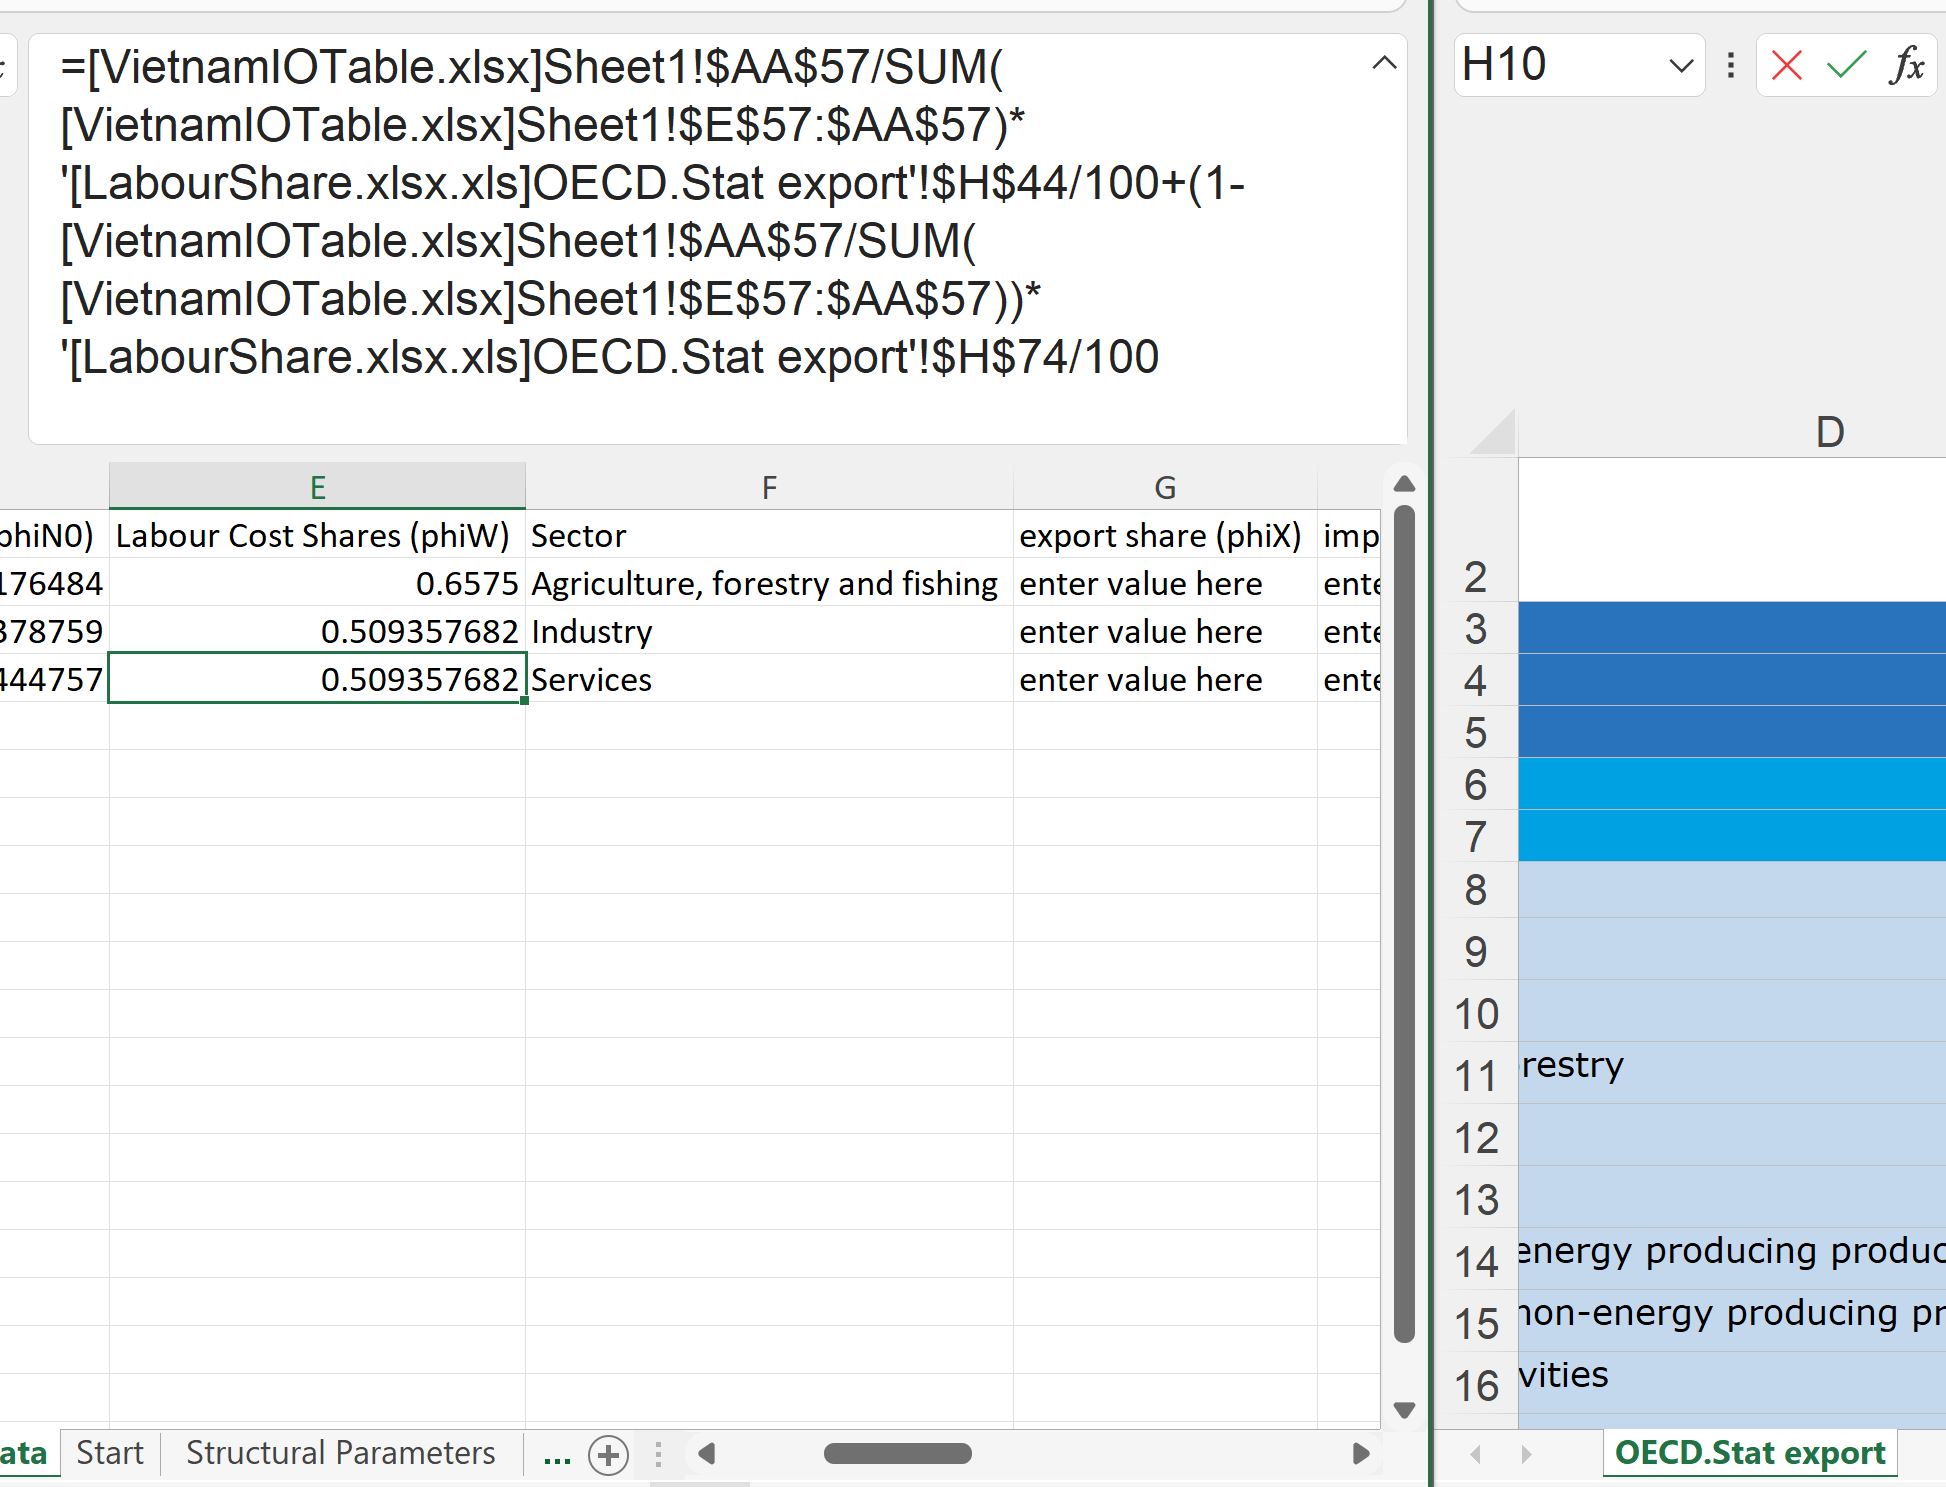 =[VietnamIOTable.xlsx]Sheet1!$AA$57/SUM(
[VietnamIOTable.xlsx]Sheet1!$E$57:$AA$57)*
'[LabourShare.xlsx.xls]OECD.Stat export'!$H$44/100+(1-
[VietnamIOTable.xlsx]Sheet1!$AA$57/SUM(
[VietnamIOTable.xlsx]Sheet1!$E$57:$AA$57))*
'[LabourShare.xlsx.xls]OECD.Stat export'!$H$74/100
E F G
phiN0) Labour Cost Shares (phiW) Sector export share (phiX) imp
176484 0.6575 Agriculture, forestry and fishing enter value here ente
378759 0.509357682 Industry enter value here ente
444757 0.509357682 Services enter value here ente
ata Start Structural Parameters ...
H10 fx
D
2
3
4
5
6
7
8
9
10
11 restry
12
13
14 energy producing produc
15 non-energy producing pr
16 vities
OECD.Stat export